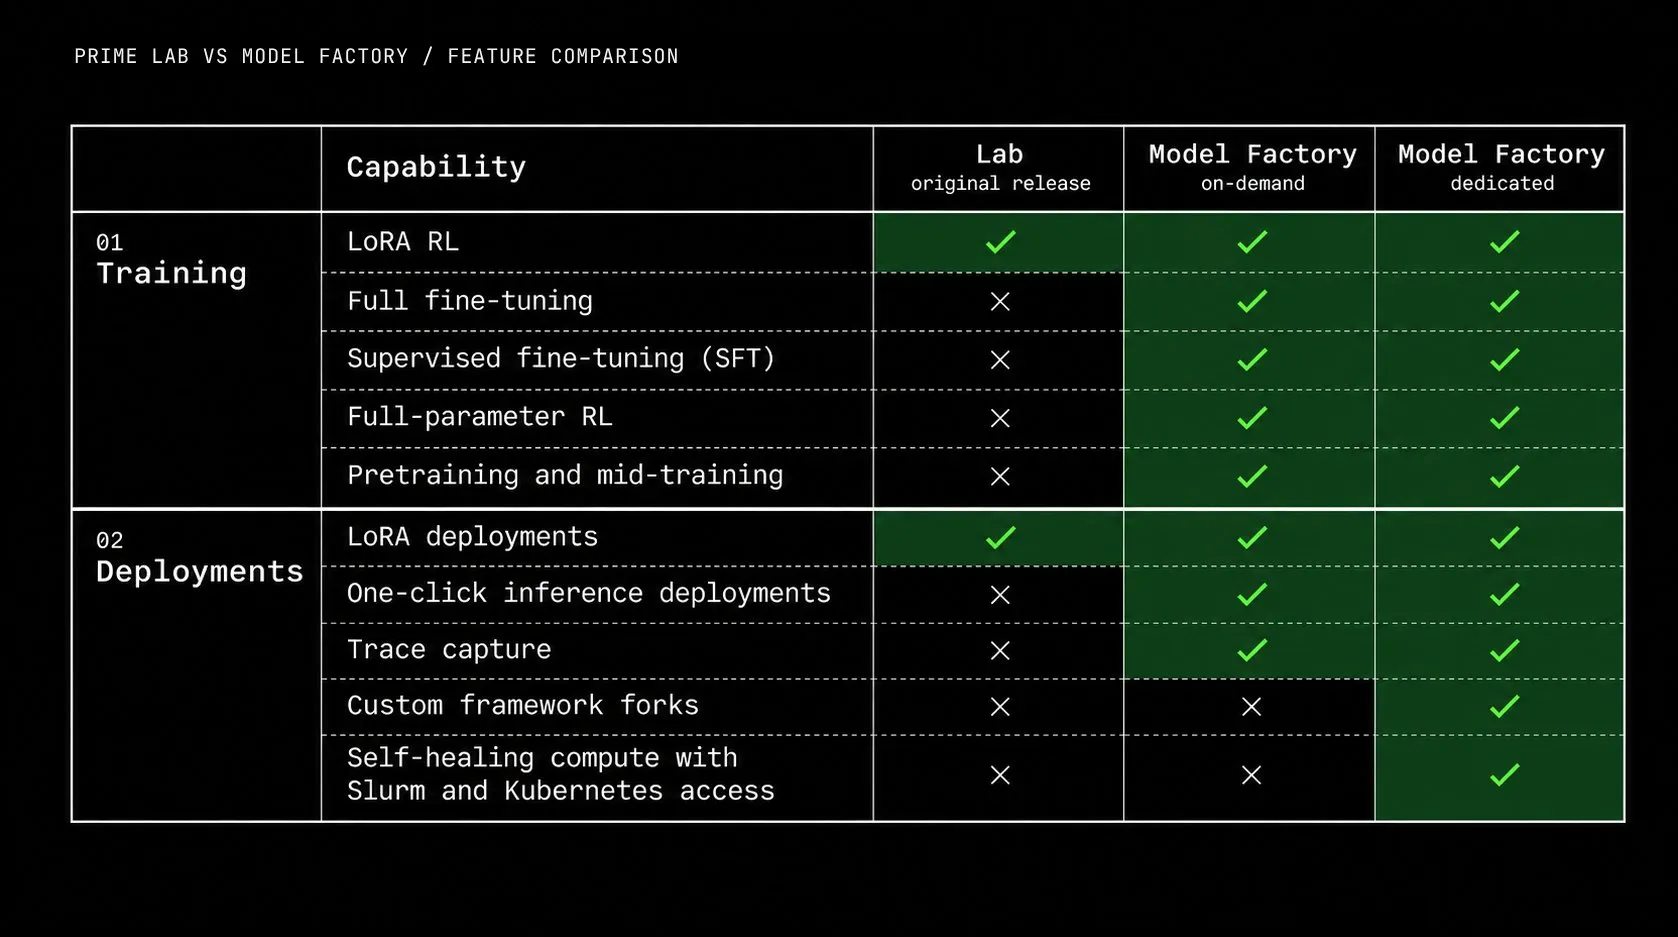 PRIME LAB VS MODEL FACTORY / FEATURE COMPARISON
Capability
Lab
original release
Model Factory
on-demand
Model Factory
dedicated
01
Training
LoRA RL
Full fine-tuning
Supervised fine-tuning (SFT)
Full-parameter RL
Pretraining and mid-training
02
Deployments
LoRA deployments
One-click inference deployments
Trace capture
Custom framework forks
Self-healing compute with
Slurm and Kubernetes access